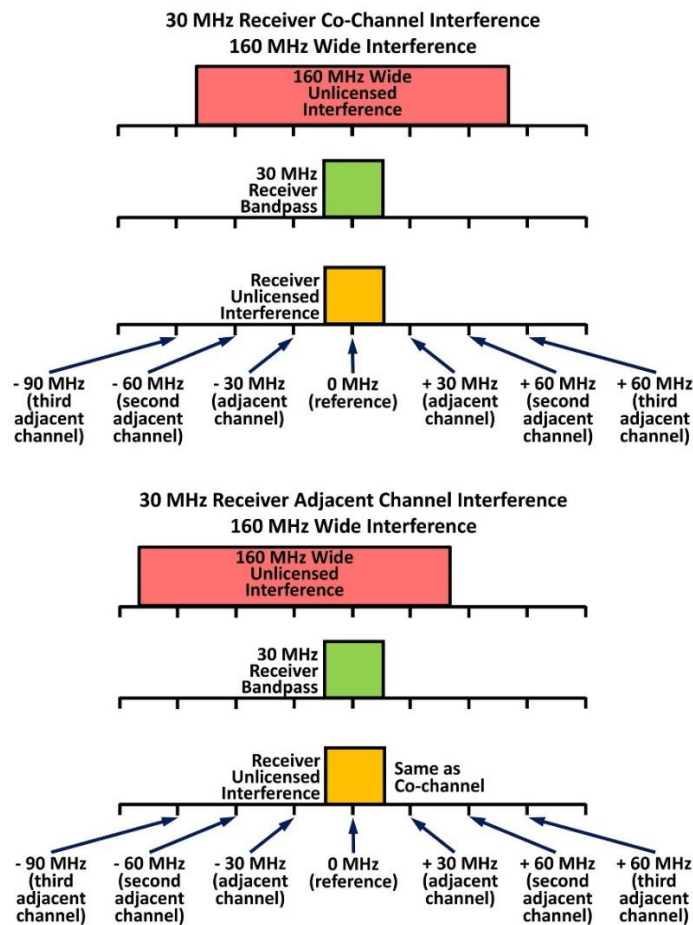 30 MHz Receiver Co-Channel Interference
160 MHz Wide Interference
160 MHz Wide
Unlicensed
Interference
30 MHz
Receiver
Bandpass
Receiver
Unlicensed
Interference
- 90 MHz
(third
adjacent
channel)
- 60 MHz
(second
adjacent
channel)
- 30 MHz
(adjacent
channel)
0 MHz
(reference)
+ 30 MHz
(adjacent
channel)
+ 60 MHz
(second
adjacent
channel)
+ 60 MHz
(third
adjacent
channel)
30 MHz Receiver Adjacent Channel Interference
160 MHz Wide Interference
160 MHz Wide
Unlicensed
Interference
30 MHz
Receiver
Bandpass
Receiver
Unlicensed
Interference
Same as
Co-channel
- 90 MHz
(third
adjacent
channel)
- 60 MHz
(second
adjacent
channel)
- 30 MHz
(adjacent
channel)
0 MHz
(reference)
+ 30 MHz
(adjacent
channel)
+ 60 MHz
(second
adjacent
channel)
+ 60 MHz
(third
adjacent
channel)